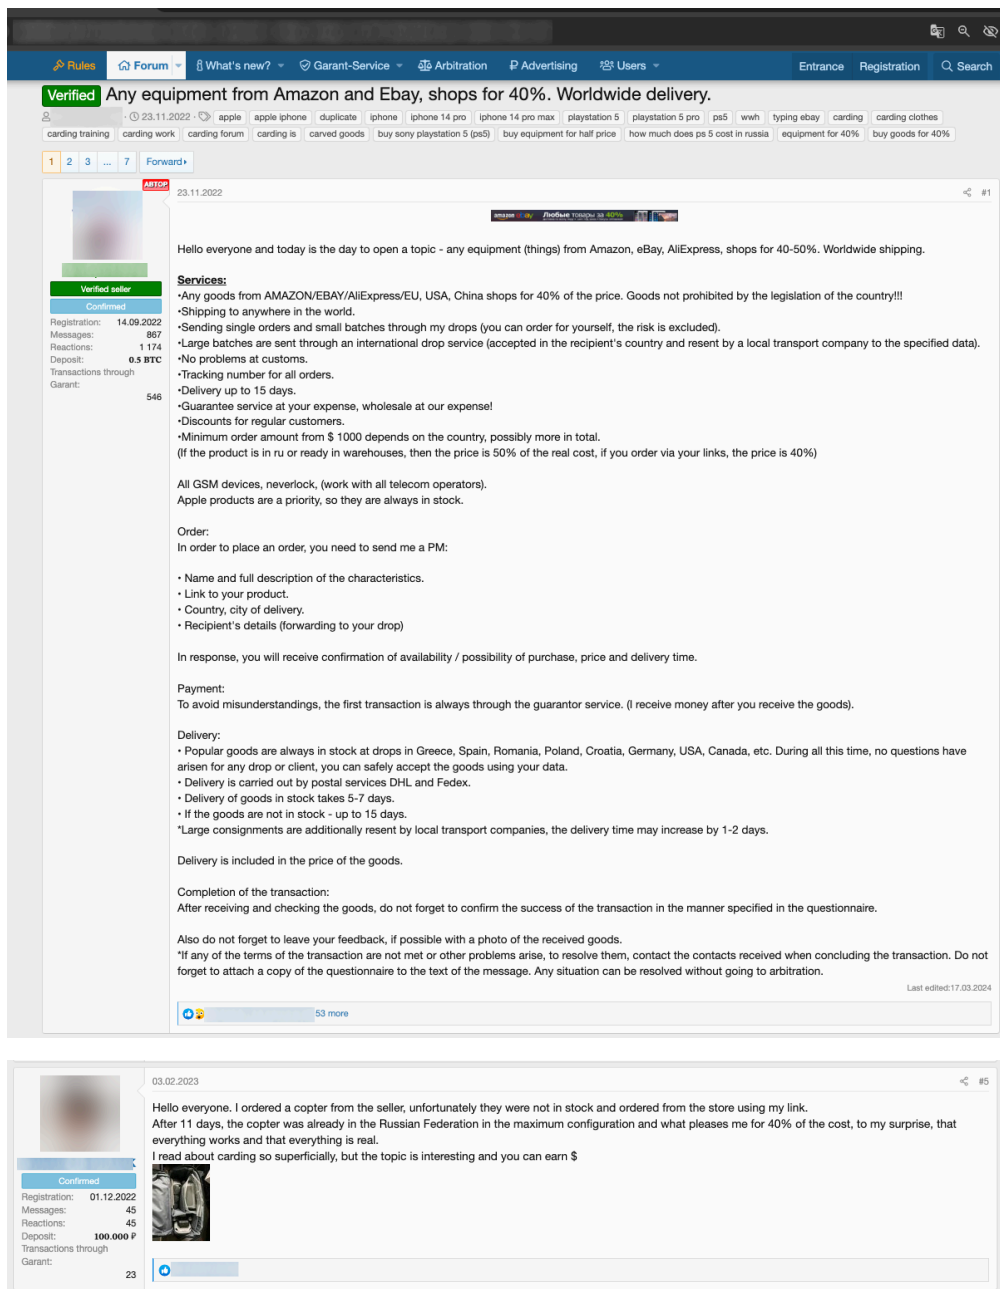 Rules
Forum
What's new?
Garant-Service
Arbitration
₽ Advertising
Users
Entrance
Registration
Search
Verified Any equipment from Amazon and Ebay, shops for 40%. Worldwide delivery.
23.11.2022 · apple apple iphone duplicate iphone iphone 14 pro iphone 14 pro max playstation 5 playstation 5 pro ps5 wwh typing ebay carding carding clothes
carding training carding work carding forum carding is carved goods buy sony playstation 5 (ps5) buy equipment for half price how much does ps 5 cost in russia equipment for 40% buy goods for 40%
1 2 3 ... 7 Forward
АВТОР
Verified seller
Confirmed
Registration: 14.09.2022
Messages: 867
Reactions: 1 174
Deposit: 0.5 BTC
Transactions through
Garant:
546
23.11.2022
#1
amazon ebay Любые товары за 40%
Hello everyone and today is the day to open a topic - any equipment (things) from Amazon, eBay, AliExpress, shops for 40-50%. Worldwide shipping.
Services:
•Any goods from AMAZON/EBAY/AliExpress/EU, USA, China shops for 40% of the price. Goods not prohibited by the legislation of the country!!!
•Shipping to anywhere in the world.
•Sending single orders and small batches through my drops (you can order for yourself, the risk is excluded).
•Large batches are sent through an international drop service (accepted in the recipient's country and resent by a local transport company to the specified data).
•No problems at customs.
•Tracking number for all orders.
•Delivery up to 15 days.
•Guarantee service at your expense, wholesale at our expense!
•Discounts for regular customers.
•Minimum order amount from $ 1000 depends on the country, possibly more in total.
(If the product is in ru or ready in warehouses, then the price is 50% of the real cost, if you order via your links, the price is 40%)
All GSM devices, neverlock, (work with all telecom operators).
Apple products are a priority, so they are always in stock.
Order:
In order to place an order, you need to send me a PM:
• Name and full description of the characteristics.
• Link to your product.
• Country, city of delivery.
• Recipient's details (forwarding to your drop)
In response, you will receive confirmation of availability / possibility of purchase, price and delivery time.
Payment:
To avoid misunderstandings, the first transaction is always through the guarantor service. (I receive money after you receive the goods).
Delivery:
• Popular goods are always in stock at drops in Greece, Spain, Romania, Poland, Croatia, Germany, USA, Canada, etc. During all this time, no questions have
arisen for any drop or client, you can safely accept the goods using your data.
• Delivery is carried out by postal services DHL and Fedex.
• Delivery of goods in stock takes 5-7 days.
• If the goods are not in stock - up to 15 days.
*Large consignments are additionally resent by local transport companies, the delivery time may increase by 1-2 days.
Delivery is included in the price of the goods.
Completion of the transaction:
After receiving and checking the goods, do not forget to confirm the success of the transaction in the manner specified in the questionnaire.
Also do not forget to leave your feedback, if possible with a photo of the received goods.
*If any of the terms of the transaction are not met or other problems arise, to resolve them, contact the contacts received when concluding the transaction. Do not
forget to attach a copy of the questionnaire to the text of the message. Any situation can be resolved without going to arbitration.
Last edited:17.03.2024
53 more
Confirmed
Registration: 01.12.2022
Messages: 45
Reactions: 45
Deposit: 100.000 ₽
Transactions through
Garant:
23
03.02.2023
#5
Hello everyone. I ordered a copter from the seller, unfortunately they were not in stock and ordered from the store using my link.
After 11 days, the copter was already in the Russian Federation in the maximum configuration and what pleases me for 40% of the cost, to my surprise, that
everything works and that everything is real.
I read about carding so superficially, but the topic is interesting and you can earn $